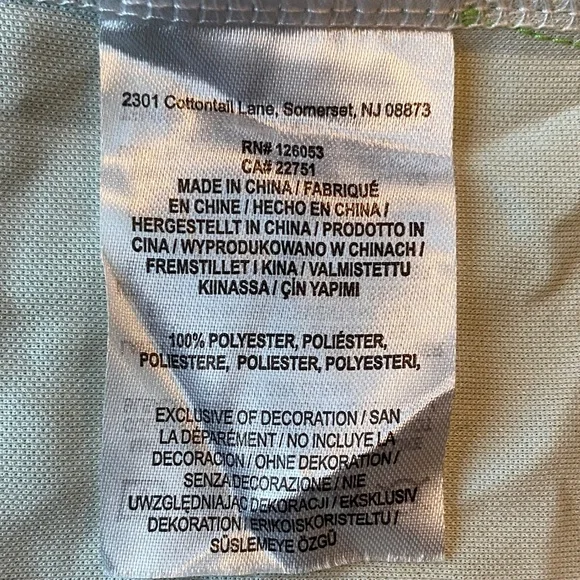 2301 Cottontail Lane, Somerset, NJ 08873
RN# 126053
CA# 22751
MADE IN CHINA / FABRIQUÉ
EN CHINE / HECHO EN CHINA /
HERGESTELLT IN CHINA / PRODOTTO IN
CINA / WYPRODUKOWANO W CHINACH /
FREMSTILLET I KINA / VALMISTETTU
KIINASSA / ÇİN YAPIMI
100% POLYESTER, POLIÉSTER,
POLIESTERE, POLIESTER, POLYESTERI,
EXCLUSIVE OF DECORATION / SAN
LA DÉPAREMENT / NO INCLUYE LA
DECORACION / OHNE DEKORATION /
SENZA DECORAZIONE / NIE
UWZGLĘDNIAJĄC DEKORACJI / EKSKLUSIV
DEKORATION / ERIKOISKORISTELTU /
SÜSLEMEYE ÖZGÜ